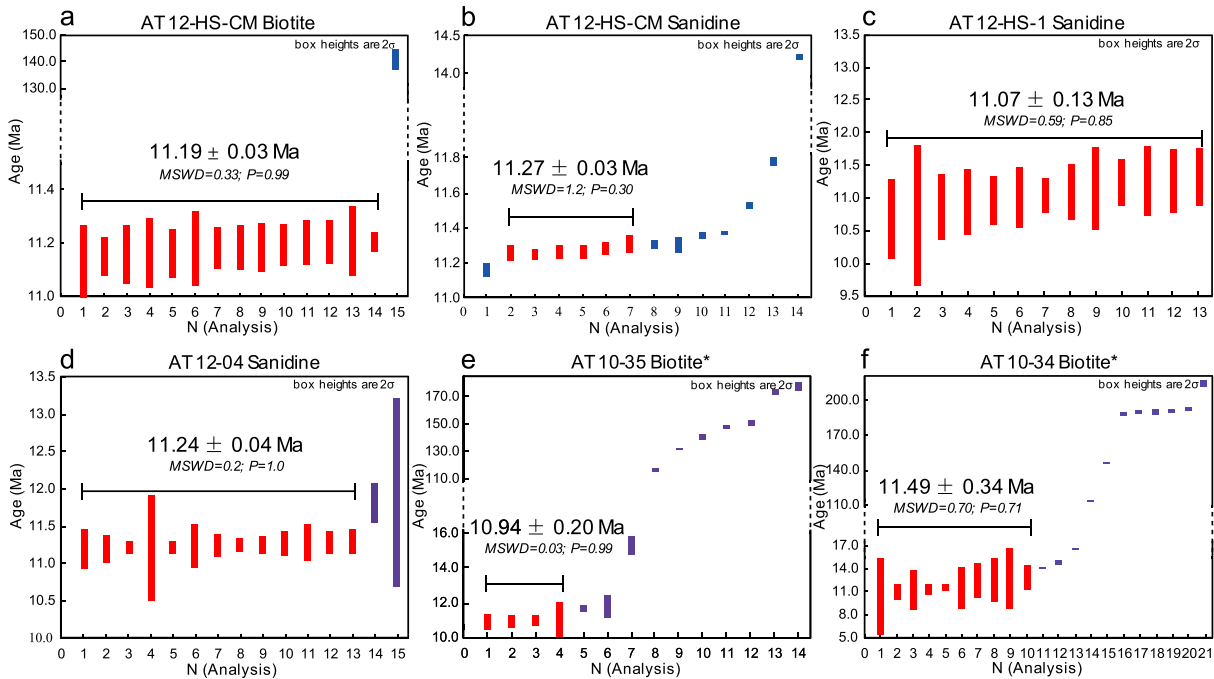 a
AT 12-HS-CM Biotite
box heights are 2σ
150.0
140.0
130.0
11.4
11.2
11.0
Age (Ma)
11.19 ± 0.03 Ma
MSWD=0.33; P=0.99
0 1 2 3 4 5 6 7 8 9 10 11 12 13 14 15
N (Analysis)
b
AT 12-HS-CM Sanidine
box heights are 2σ
14.5
14.0
11.8
11.6
11.4
11.2
11.0
Age (Ma)
11.27 ± 0.03 Ma
MSWD=1.2; P=0.30
0 1 2 3 4 5 6 7 8 9 10 11 12 13 14
N (Analysis)
c
AT 12-HS-1 Sanidine
box heights are 2σ
13.5
13.0
12.5
12.0
11.5
11.0
10.5
10.0
9.5
Age (Ma)
11.07 ± 0.13 Ma
MSWD=0.59; P=0.85
0 1 2 3 4 5 6 7 8 9 10 11 12 13
N (Analysis)
d
AT 12-04 Sanidine
box heights are 2σ
13.5
13.0
12.5
12.0
11.5
11.0
10.5
10.0
Age (Ma)
11.24 ± 0.04 Ma
MSWD=0.2; P=1.0
0 1 2 3 4 5 6 7 8 9 10 11 12 13 14 15
N (Analysis)
e
AT 10-35 Biotite*
box heights are 2σ
170.0
150.0
130.0
110.0
16.0
14.0
12.0
10.0
Age (Ma)
10.94 ± 0.20 Ma
MSWD=0.03; P=0.99
0 1 2 3 4 5 6 7 8 9 10 11 12 13 14
N (Analysis)
f
AT 10-34 Biotite*
box heights are 2σ
200.0
170.0
140.0
110.0
17.0
14.0
11.0
8.0
5.0
Age (Ma)
11.49 ± 0.34 Ma
MSWD=0.70; P=0.71
0 1 2 3 4 5 6 7 8 9 10 11 12 13 14 15 16 17 18 19 20 21
N (Analysis)